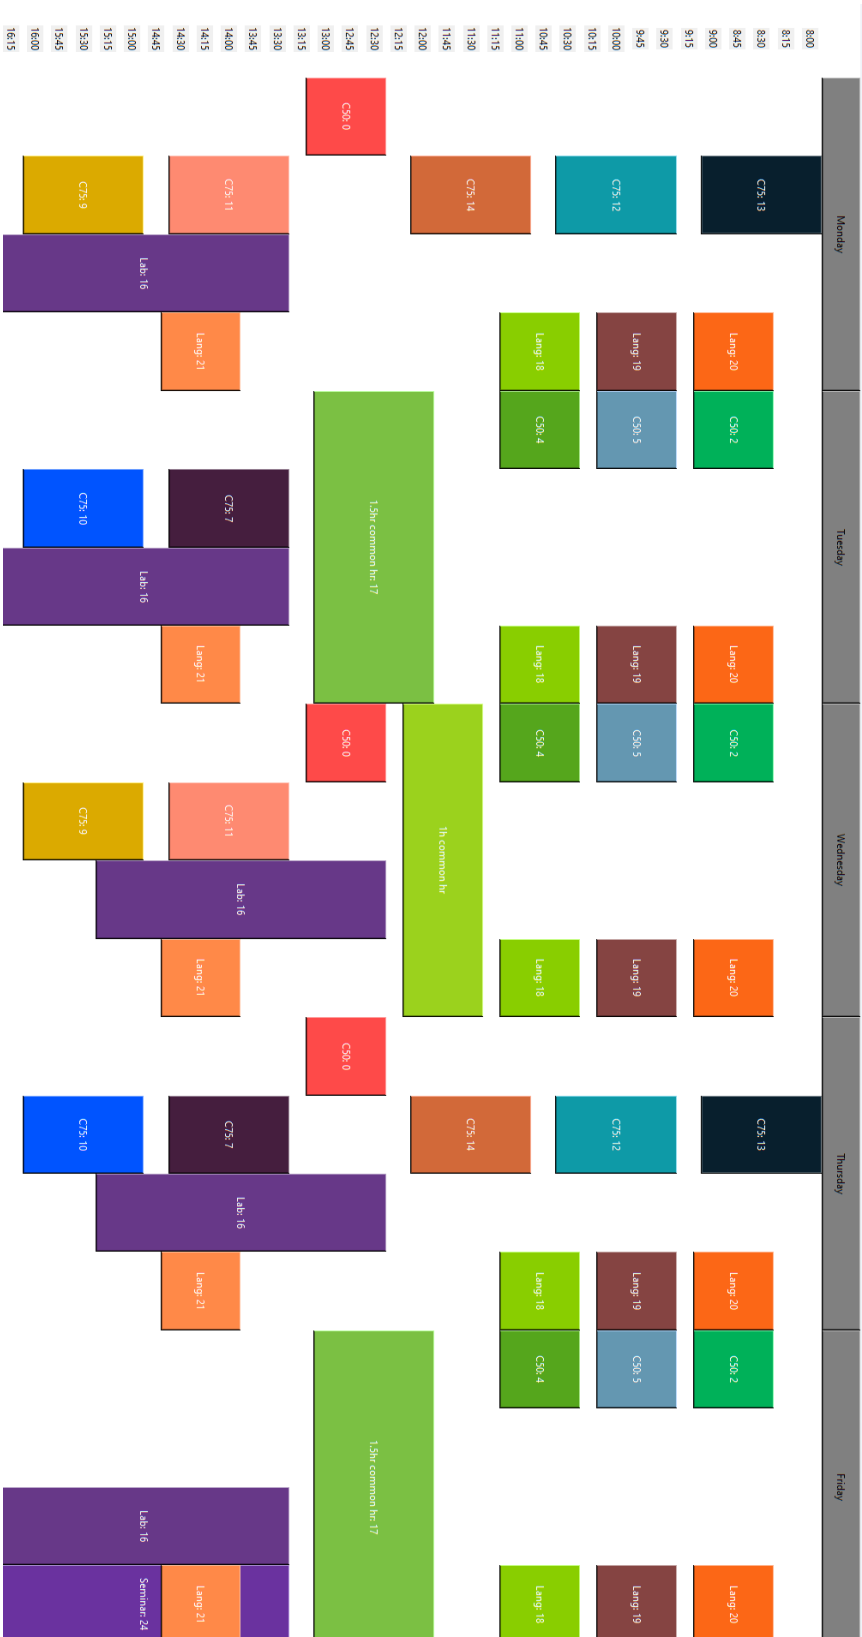 8:00
8:15
8:30
8:45
9:00
9:15
9:30
9:45
10:00
10:15
10:30
10:45
11:00
11:15
11:30
11:45
12:00
12:15
12:30
12:45
13:00
13:15
13:30
13:45
14:00
14:15
14:30
14:45
15:00
15:15
15:30
15:45
16:00
16:15
Monday
C50: 0
C75: 13
C75: 12
C75: 14
C75: 11
C75: 9
Lab: 16
Lang: 20
Lang: 19
Lang: 18
Lang: 21
Tuesday
C50: 2
C50: 5
C50: 4
1.5hr common hr: 17
C75: 7
C75: 10
Lab: 16
Lang: 20
Lang: 19
Lang: 18
Lang: 21
Wednesday
C50: 2
C50: 5
C50: 4
1h common hr
C50: 0
C75: 11
C75: 9
Lab: 16
Lang: 20
Lang: 19
Lang: 18
Lang: 21
Thursday
C50: 0
C75: 13
C75: 12
C75: 14
C75: 7
C75: 10
Lab: 16
Lang: 20
Lang: 19
Lang: 18
Lang: 21
Friday
C50: 2
C50: 5
C50: 4
1.5hr common hr: 17
Lab: 16
Lang: 20
Lang: 19
Lang: 18
Lang: 21
Seminar: 24